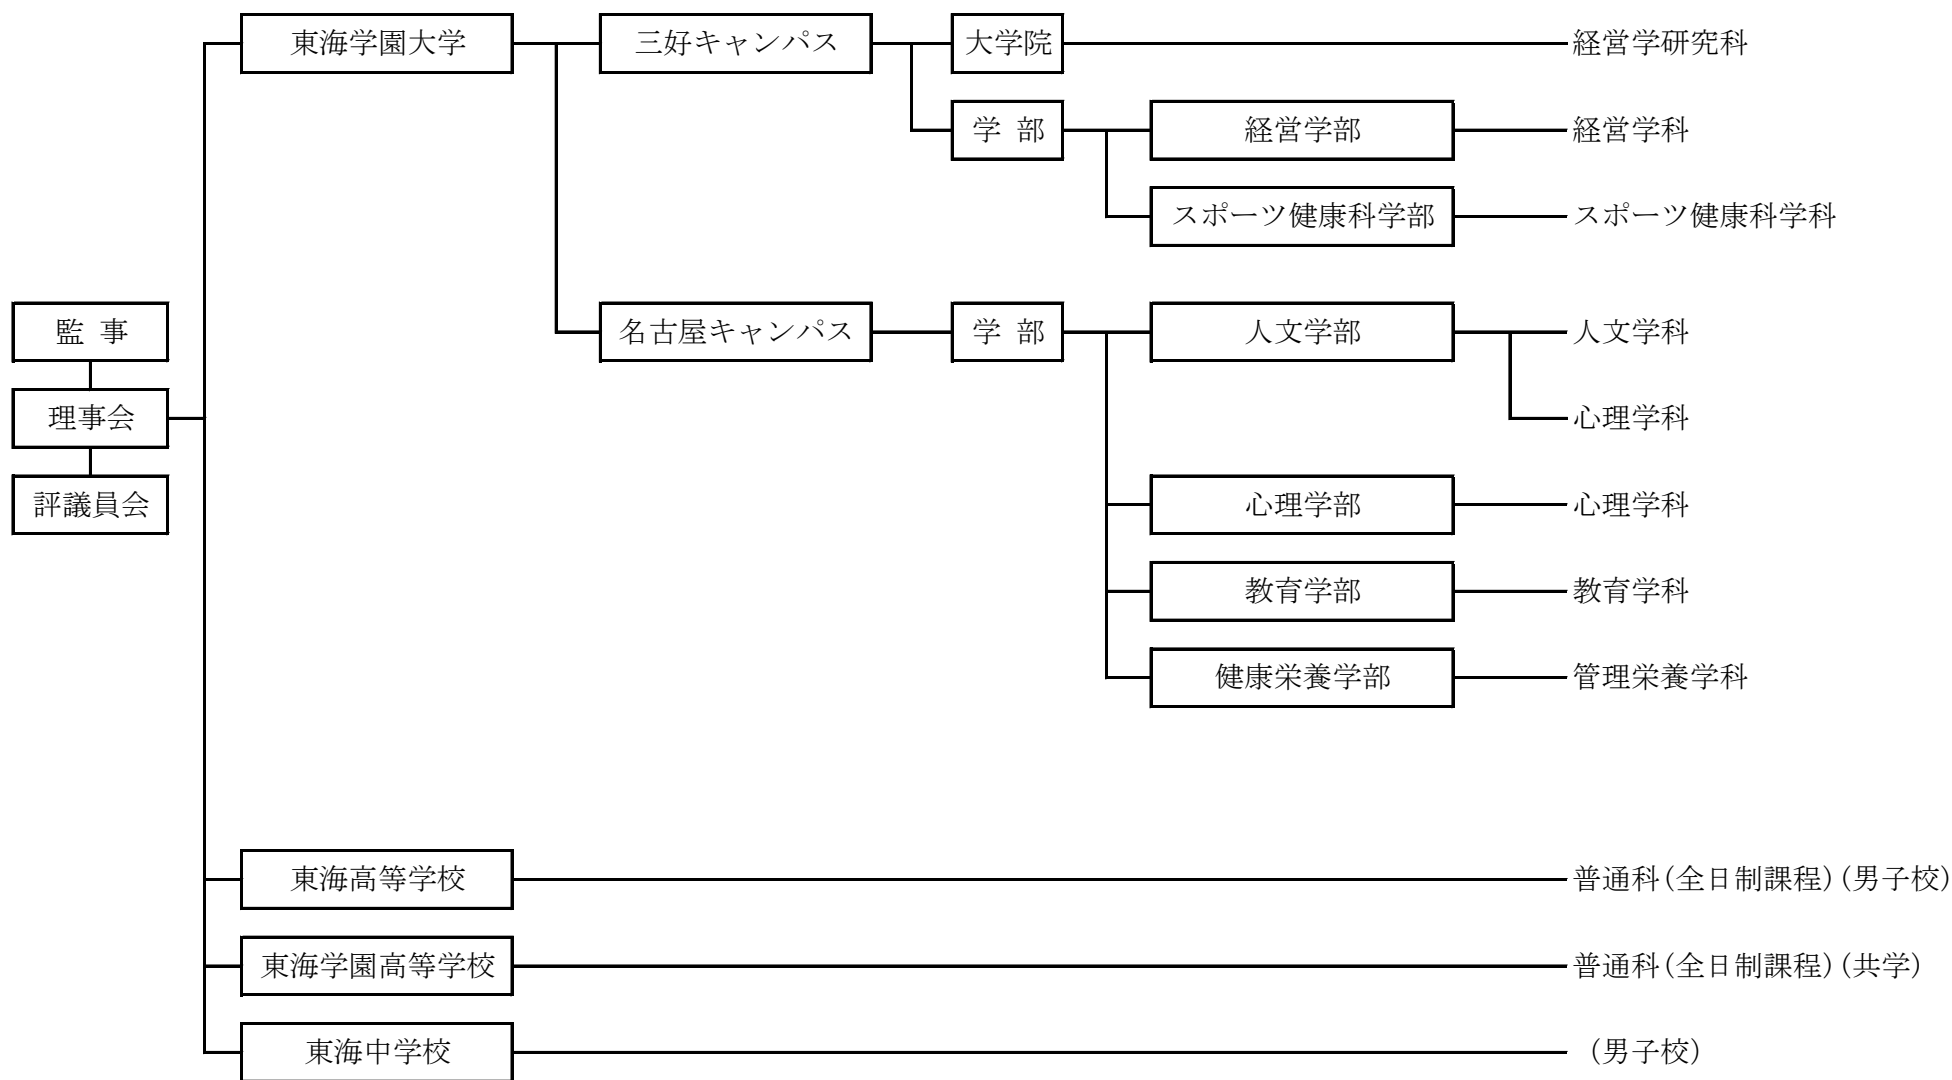 東海学園大学 三好キャンパス 大学院 経営学研究科
学 部 経営学部 経営学科
スポーツ健康科学部 スポーツ健康科学科
監 事 名古屋キャンパス 学 部 人文学部 人文学科
理事会 心理学科
評議員会 心理学部 心理学科
教育学部 教育学科
健康栄養学部 管理栄養学科
東海高等学校 普通科(全日制課程)(男子校)
東海学園高等学校 普通科(全日制課程)(共学)
東海中学校 (男子校)